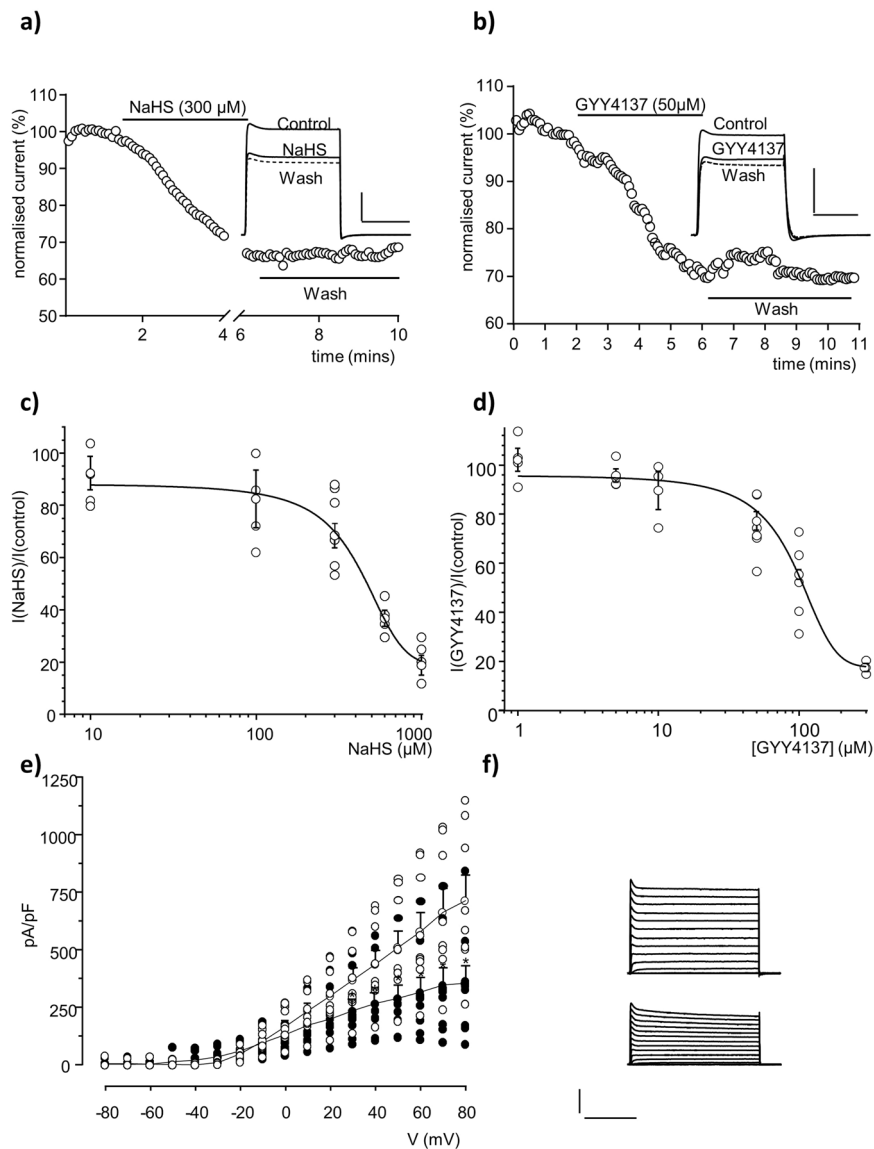 a)
NaHS (300 µM)
Control
NaHS
Wash
Wash
normalised current (%)
110
100
90
80
70
60
50
2
4
6
8
10
time (mins)
b)
GYY4137 (50µM)
Control
GYY4137
Wash
Wash
normalised current (%)
110
100
90
80
70
60
0 1 2 3 4 5 6 7 8 9 10 11
time (mins)
c)
I(NaHS)/I(control)
100
80
60
40
20
0
10
100
1000
NaHS (µM)
d)
I(GYY4137)/I(control)
100
80
60
40
20
0
1
10
100
[GYY4137] (µM)
e)
pA/pF
1250
1000
750
500
250
0
* * * * * *
-80 -60 -40 -20 0 20 40 60 80
V (mV)
f)